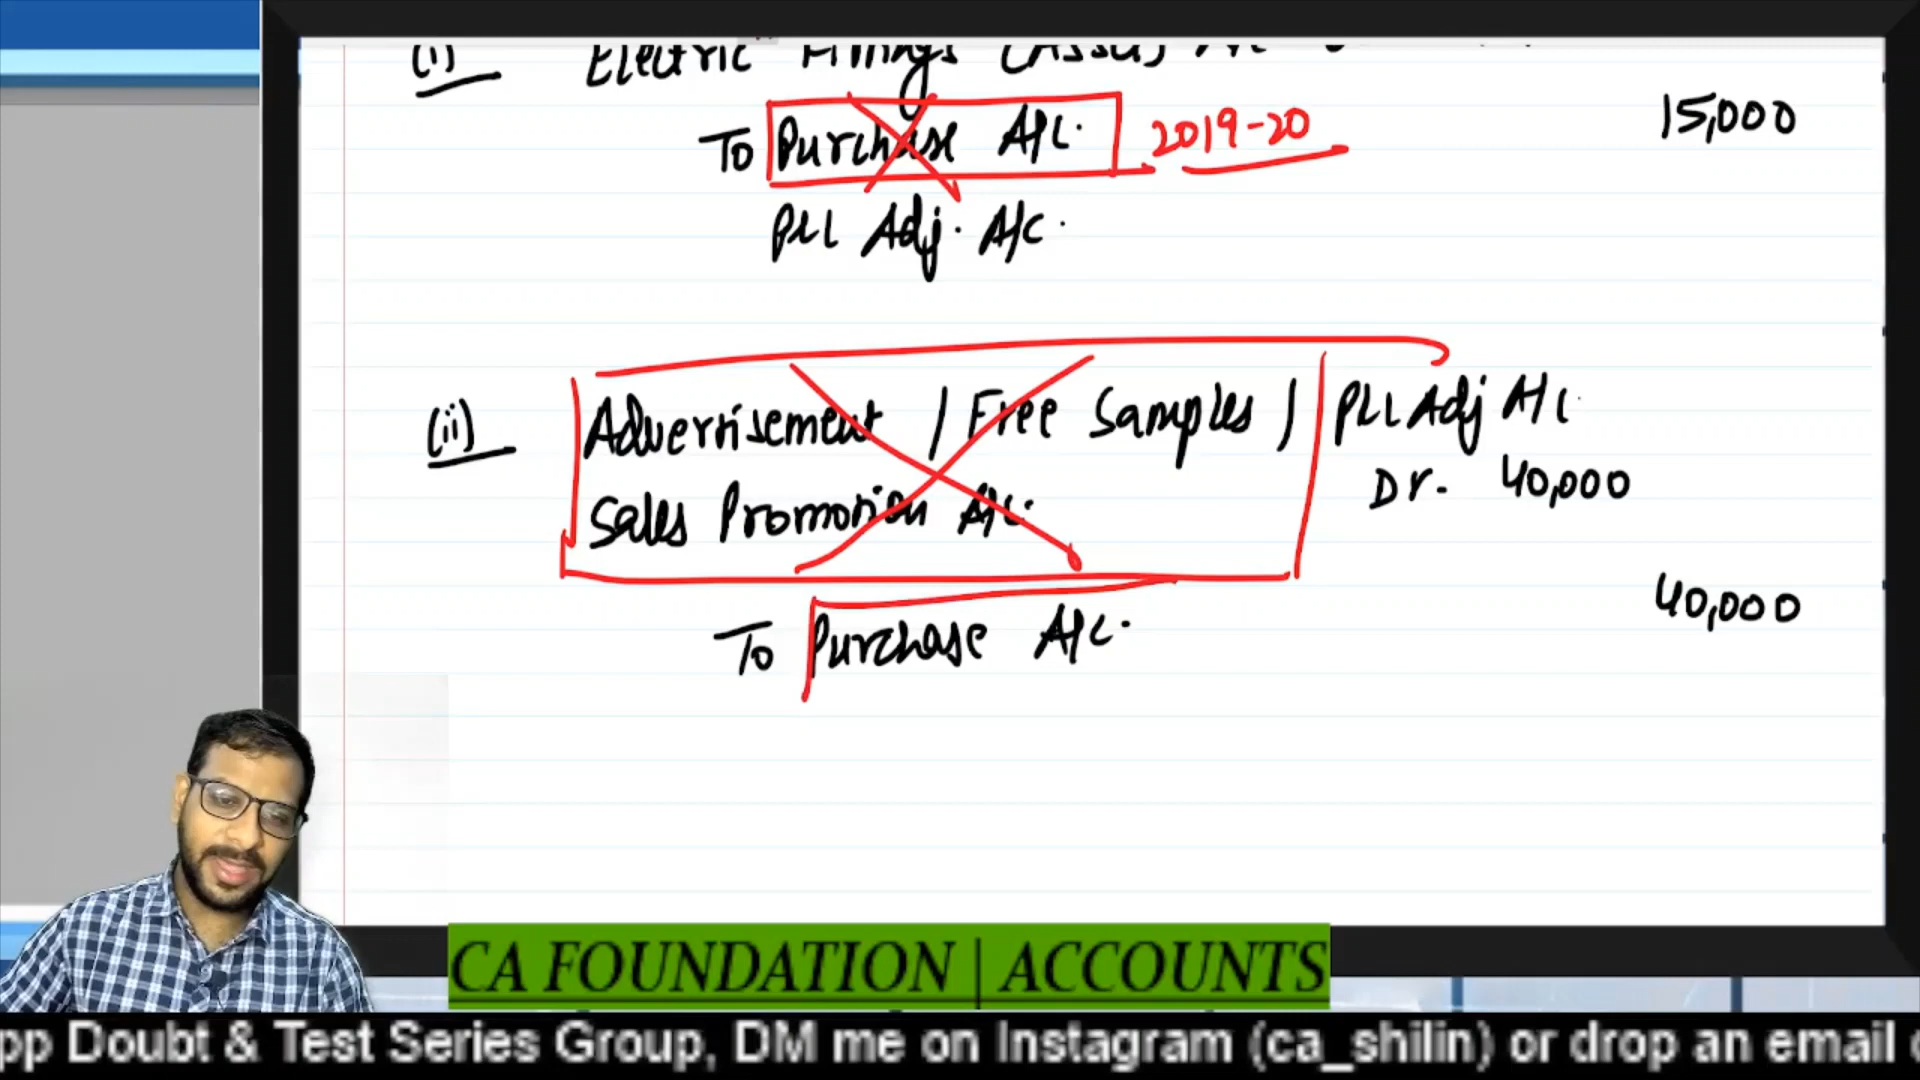 (i) Electric Fittings (Asset) A/c
To Purchase A/c. 2019-20 15,000
P&L Adj. A/c.
(ii) Advertisement / Free Samples / P&L Adj A/c
Sales Promotion A/c. Dr. 40,000
To Purchase A/c. 40,000
CA FOUNDATION | ACCOUNTS
pp Doubt & Test Series Group, DM me on Instagram (ca_shilin) or drop an email